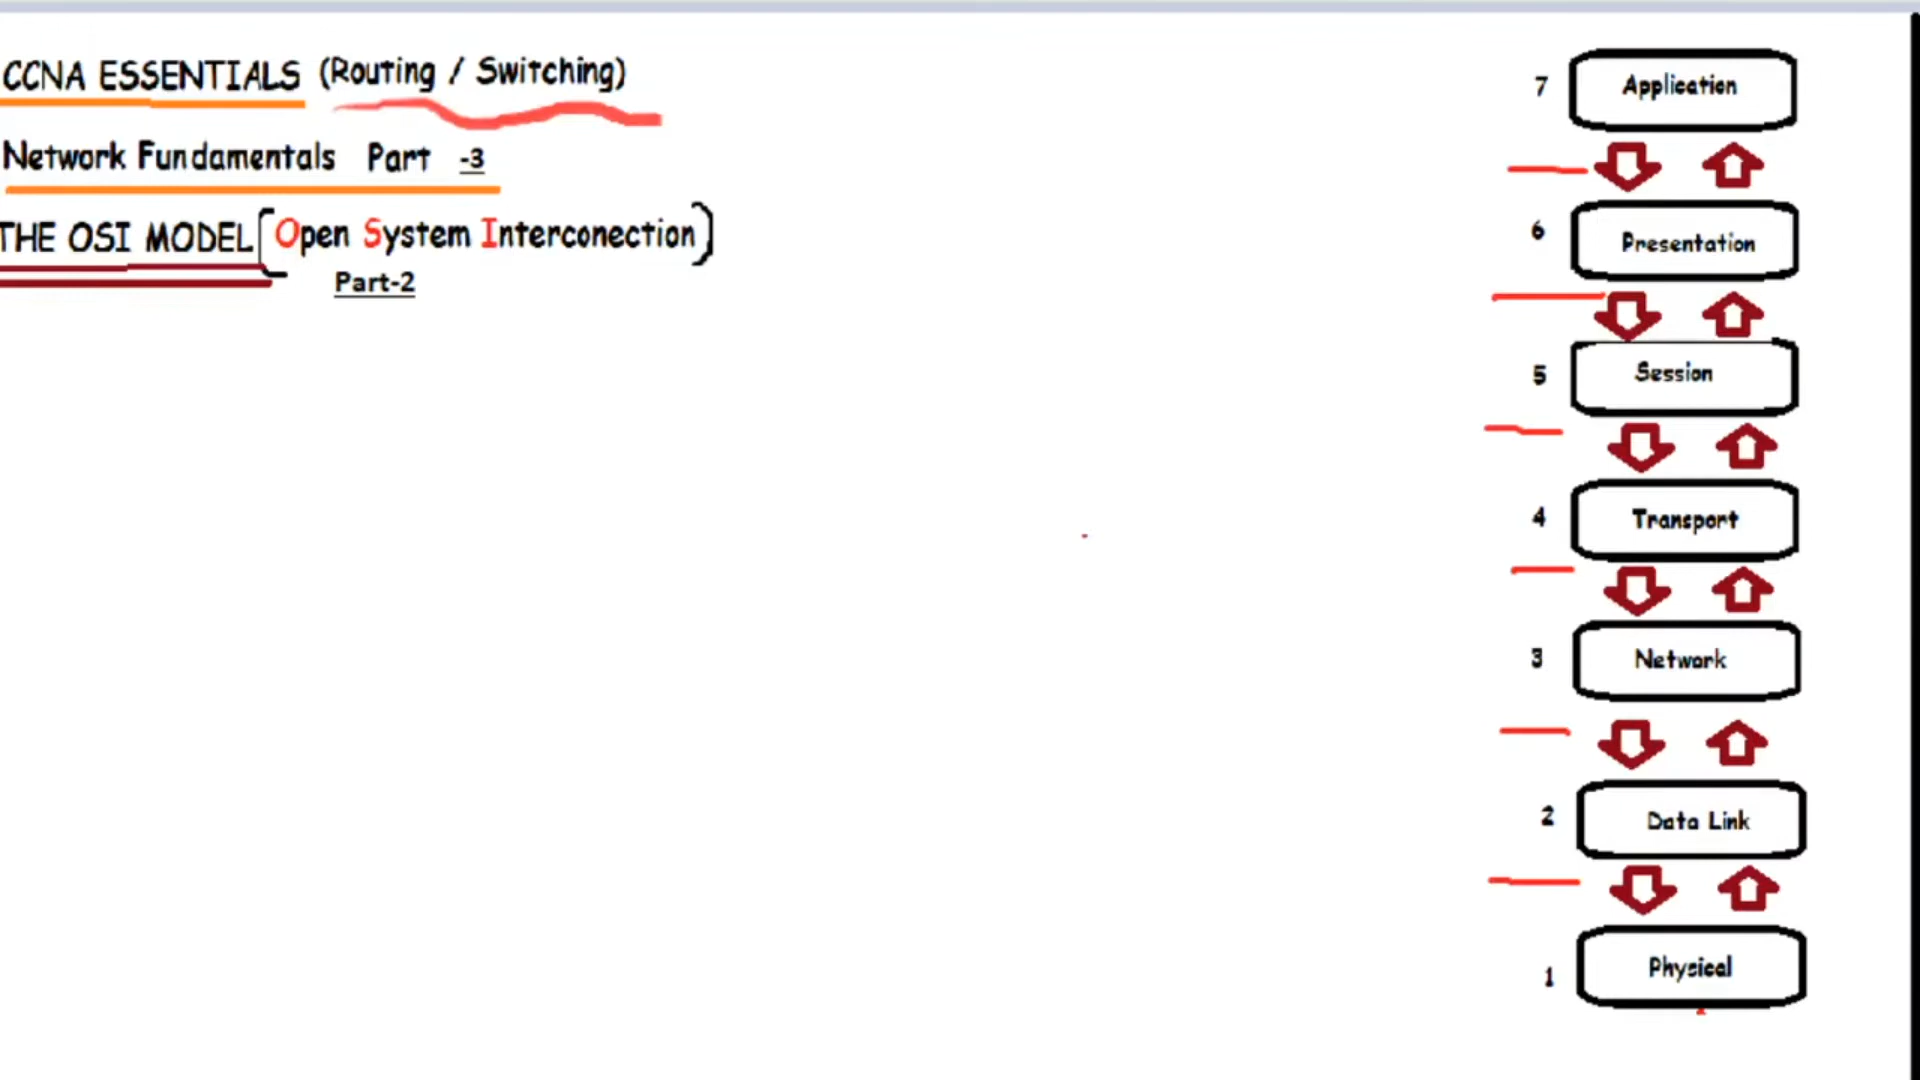 CCNA ESSENTIALS (Routing / Switching)
Network Fundamentals Part -3
THE OSI MODEL [Open System Interconection]
Part-2
7 Application
6 Presentation
5 Session
4 Transport
3 Network
2 Data Link
1 Physical